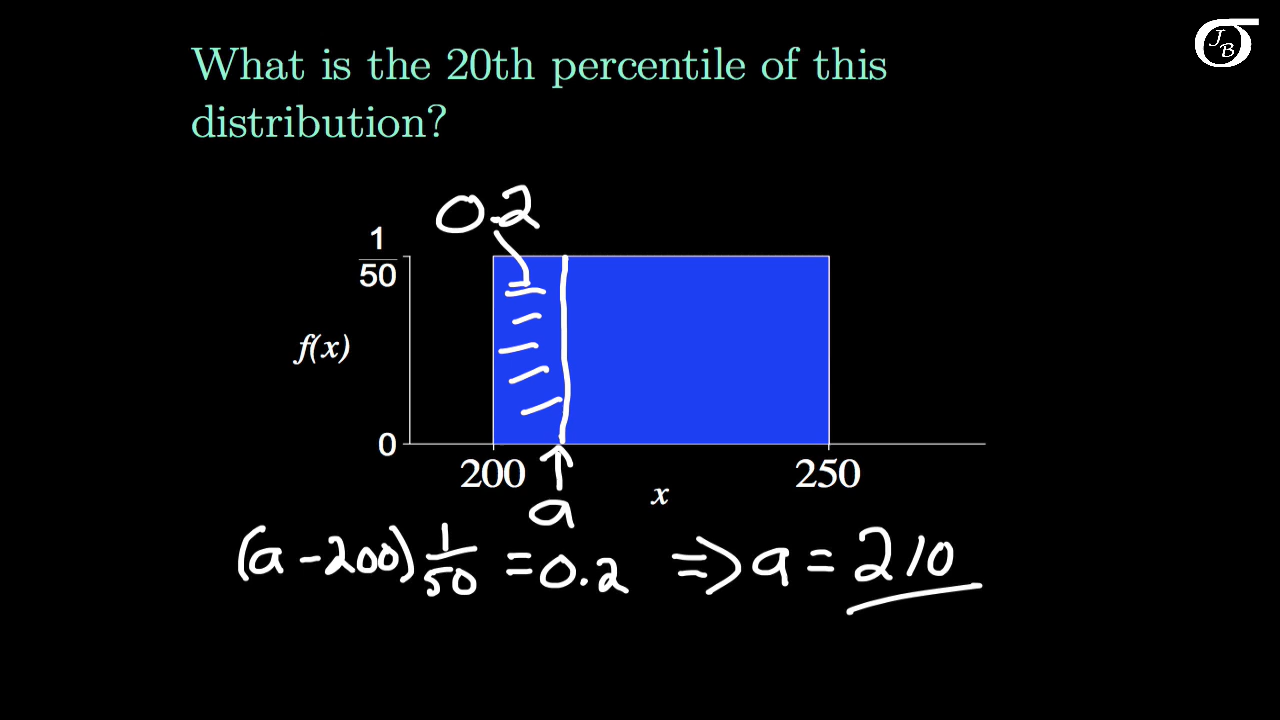 What is the 20th percentile of this
distribution?
JB
0.2
1
50
f(x)
0
200
250
x
a
(a - 200) 1/50 = 0.2 ⇒ a = 210